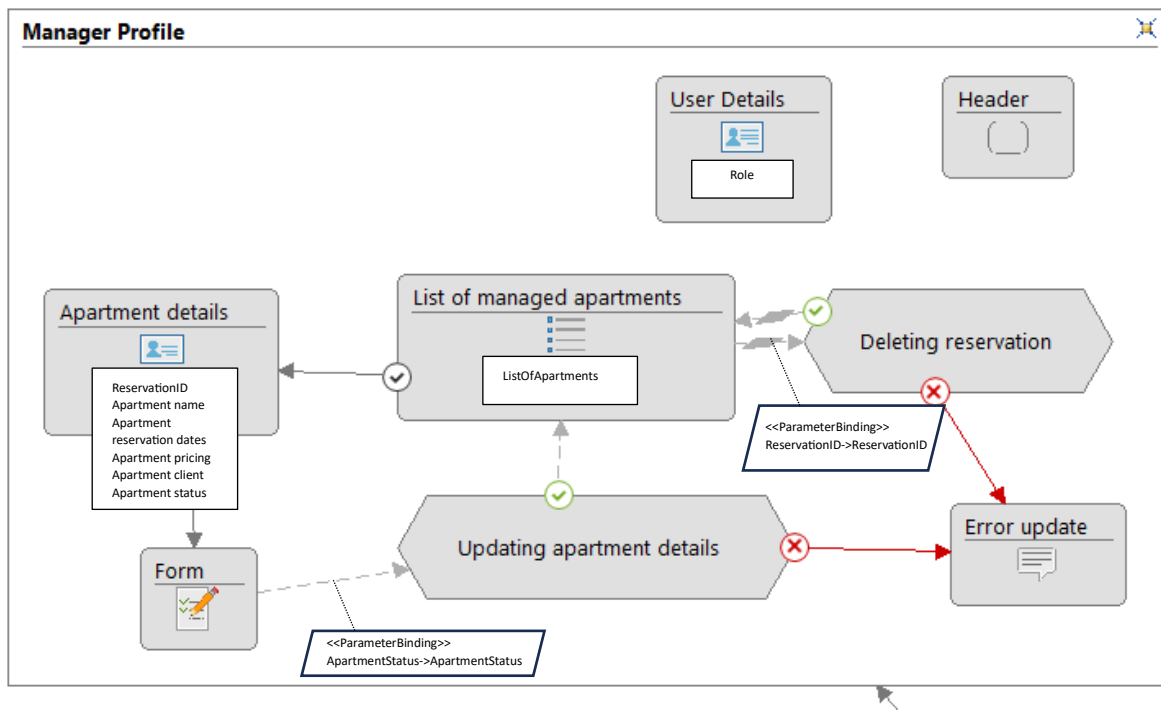 Manager Profile
User Details
Role
Header
Apartment details
ReservationID
Apartment name
Apartment
reservation dates
Apartment pricing
Apartment client
Apartment status
List of managed apartments
ListOfApartments
Deleting reservation
<<ParameterBinding>>
ReservationID->ReservationID
Form
Updating apartment details
Error update
<<ParameterBinding>>
ApartmentStatus->ApartmentStatus